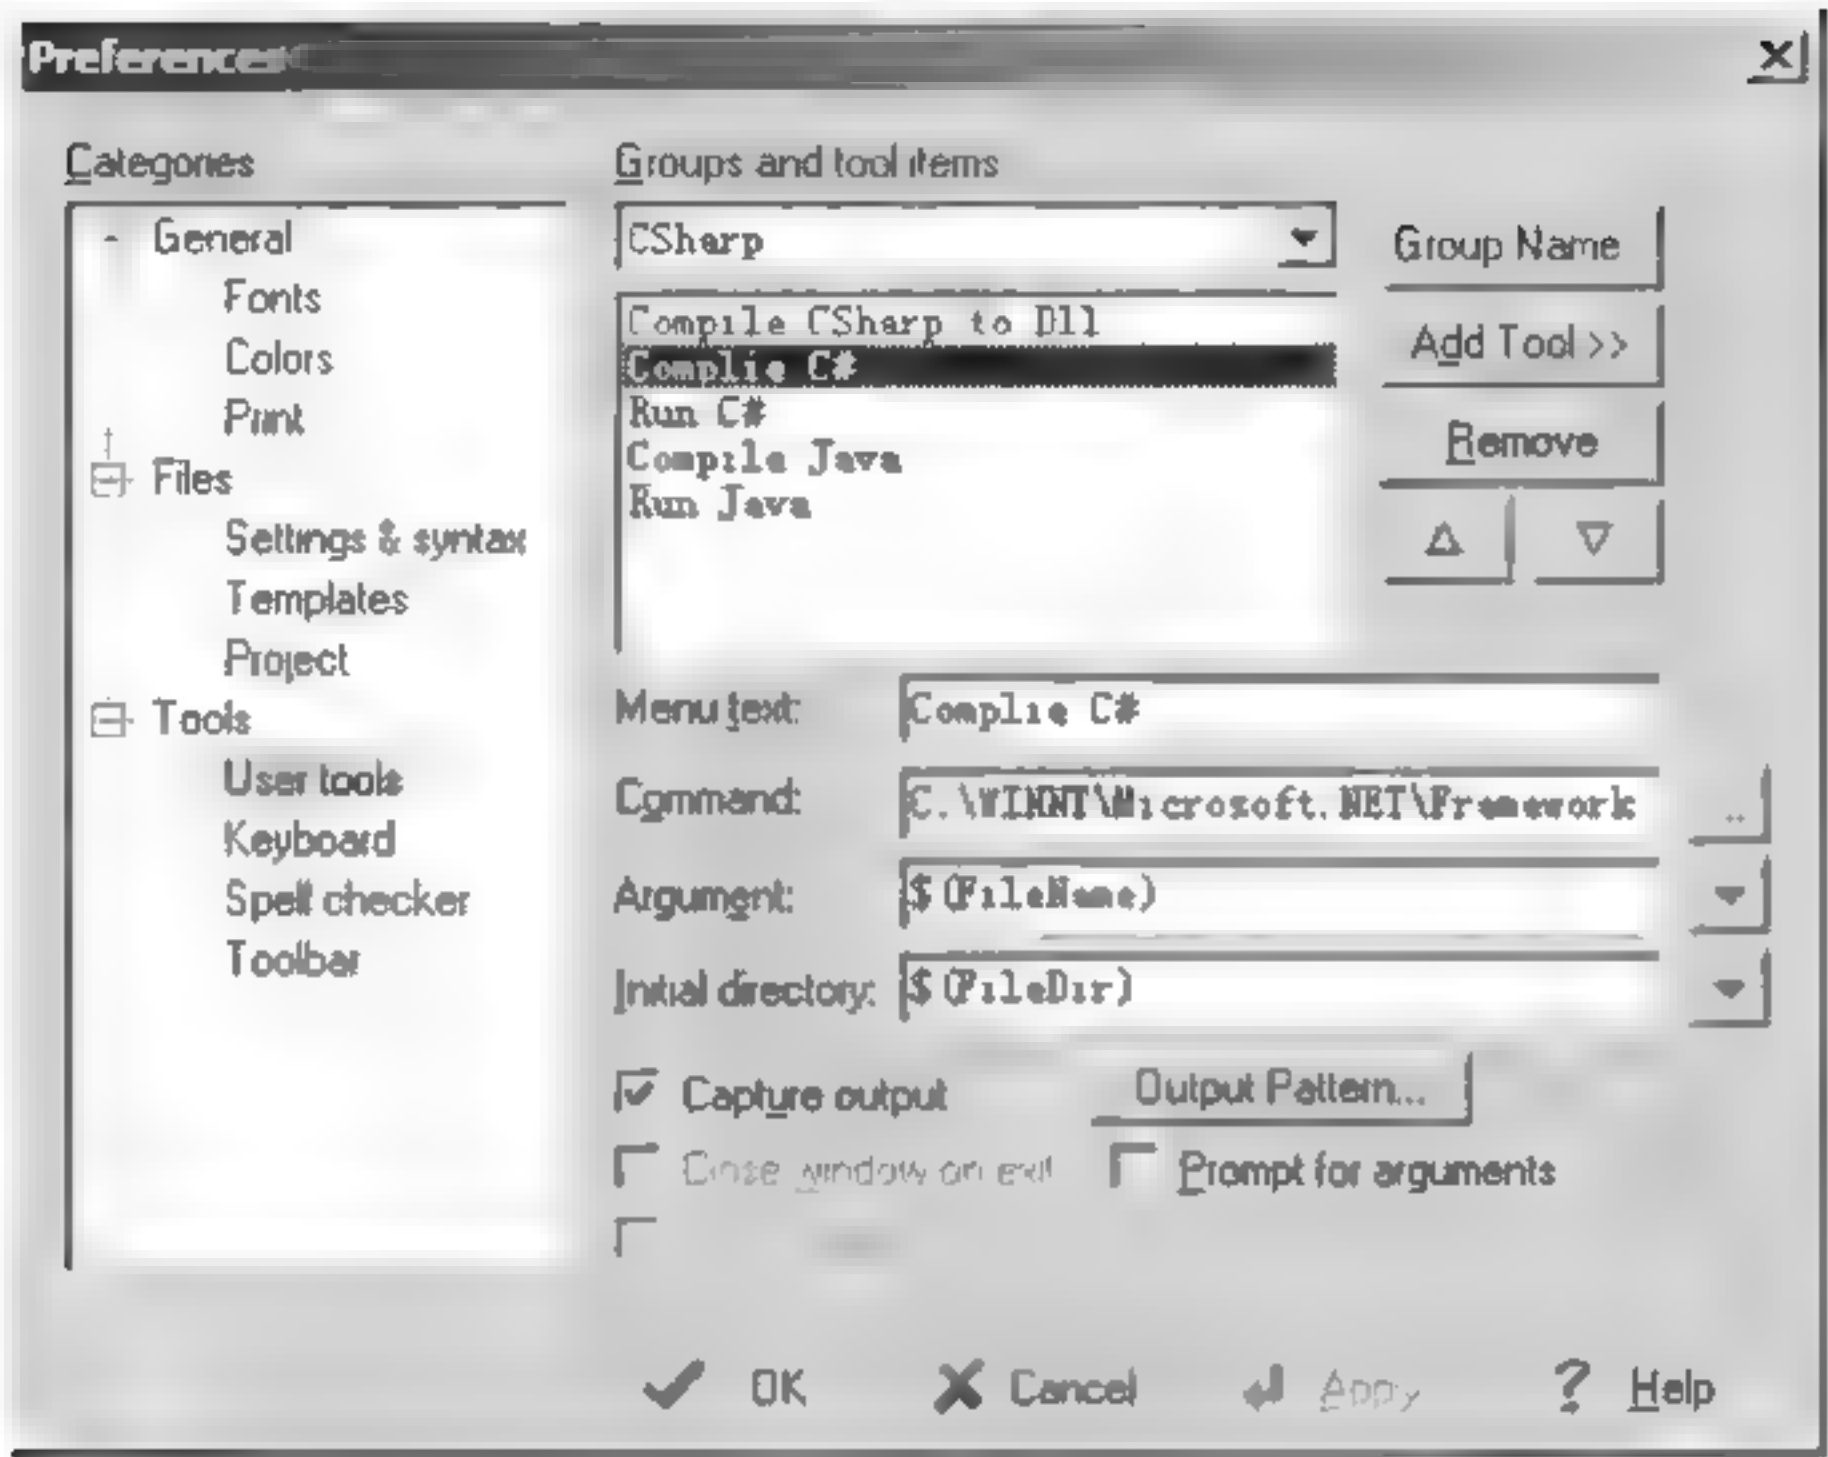 Preferences
Categories
General
Fonts
Colors
Print
Files
Settings & syntax
Templates
Project
Tools
User tools
Keyboard
Spell checker
Toolbar
Groups and tool items
CSharp
Compile CSharp to Dll
Complie C#
Run C#
Compile Java
Run Java
Group Name
Add Tool >>
Remove
Menu text: Complie C#
Command: C:\WINNT\Microsoft.NET\Framework
Argument: $(FileName)
Initial directory: $(FileDir)
Capture output
Output Pattern...
Close window on exit
Prompt for arguments
OK Cancel Apply Help